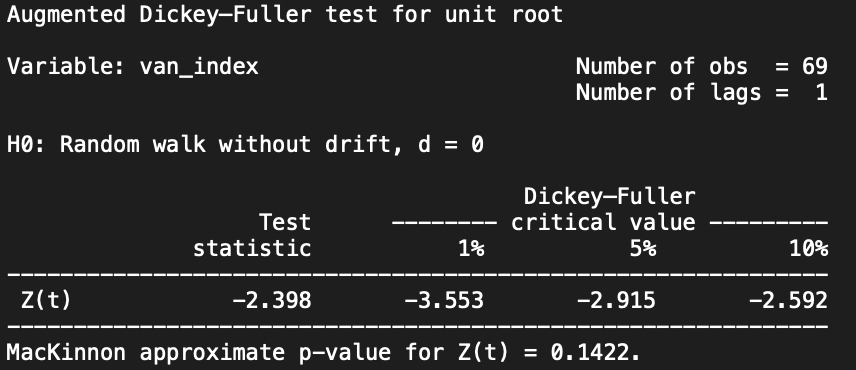 Augmented Dickey–Fuller test for unit root
Variable: van_index Number of obs = 69
Number of lags = 1
H0: Random walk without drift, d = 0
Dickey–Fuller
Test -------- critical value ---------
statistic 1% 5% 10%
--------------------------------------------------------------
Z(t) -2.398 -3.553 -2.915 -2.592
--------------------------------------------------------------
MacKinnon approximate p-value for Z(t) = 0.1422.